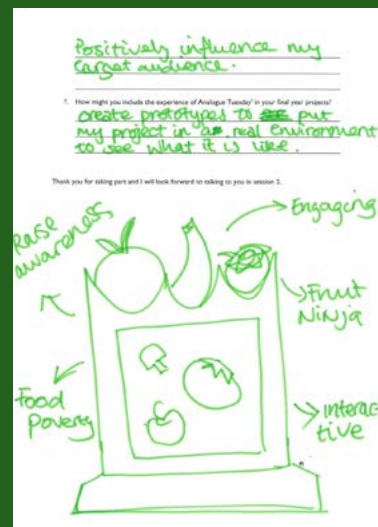 Positively influence my
target audience.
7. How might you include the experience of 'Analogue Tuesday' in your final year projects?
create prototypes to put
my project in a real environment
to see what it is like.
Thank you for taking part and I will look forward to talking to you in session 2.
Raise
awareness
Engaging
Fruit
Ninja
Food
Poverty
interac
tive